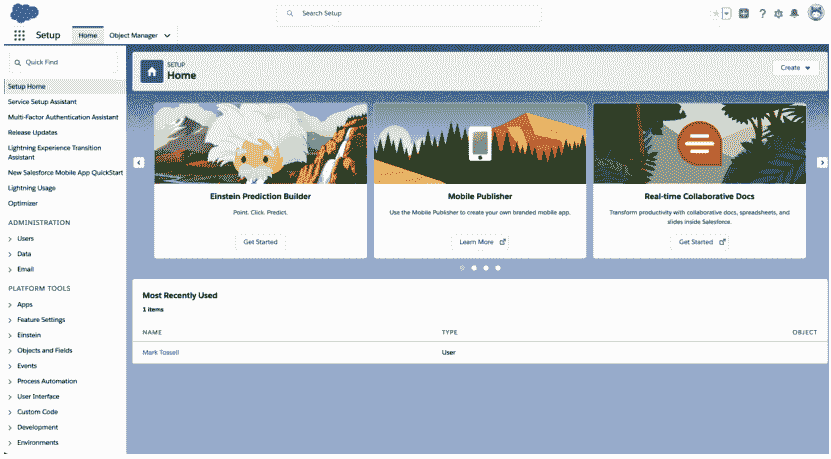 Search Setup
Setup
Home
Object Manager
Quick Find
Setup Home
Service Setup Assistant
Multi-Factor Authentication Assistant
Release Updates
Lightning Experience Transition
Assistant
New Salesforce Mobile App QuickStart
Lightning Usage
Optimizer
ADMINISTRATION
Users
Data
Email
PLATFORM TOOLS
Apps
Feature Settings
Einstein
Objects and Fields
Events
Process Automation
User Interface
Custom Code
Development
Environments
SETUP
Home
Create
Einstein Prediction Builder
Point. Click. Predict.
Get Started
Mobile Publisher
Use the Mobile Publisher to create your own branded mobile app.
Learn More
Real-time Collaborative Docs
Transform productivity with collaborative docs, spreadsheets, and
slides inside Salesforce.
Get Started
Most Recently Used
1 items
NAME TYPE OBJECT
Mark Tossell User